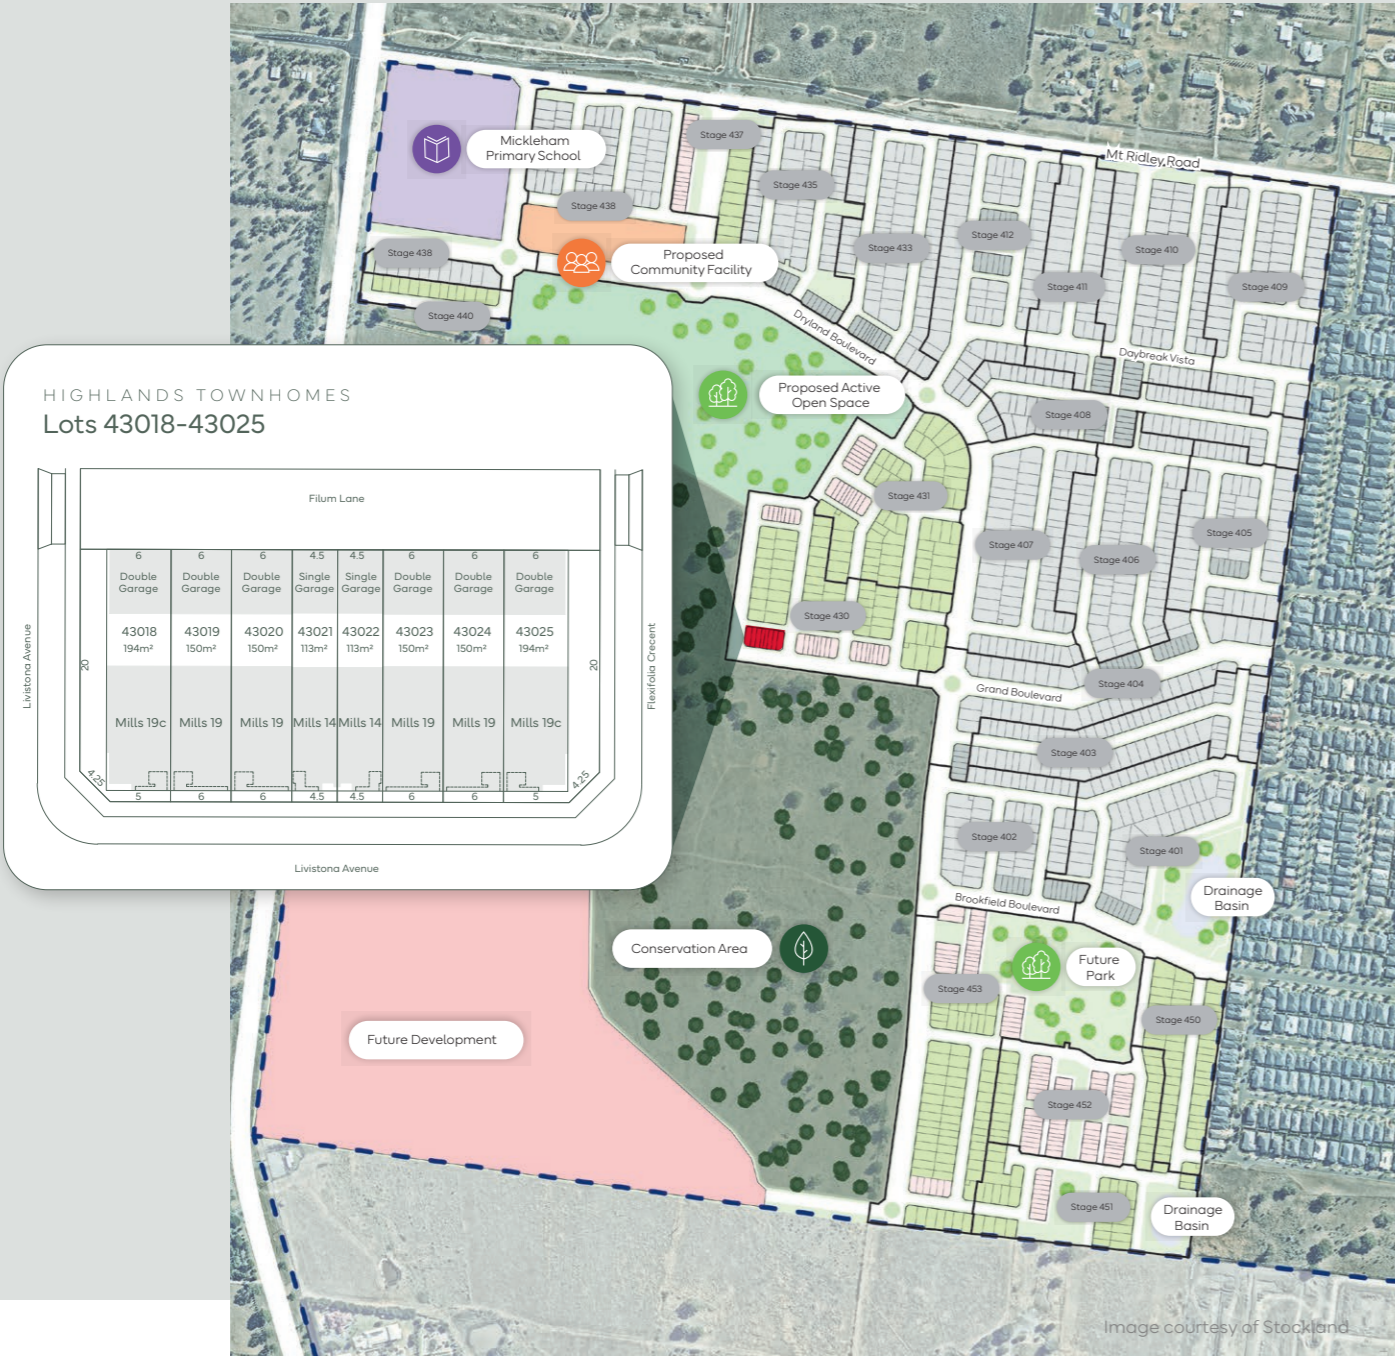 Mickleham
Primary School
Stage 437
Mt Ridley Road
Stage 435
Stage 438
Stage 412
Stage 433
Stage 410
Stage 438
Proposed
Community Facility
Stage 411
Stage 409
Stage 440
Dryland Boulevard
Daybreak Vista
Proposed Active
Open Space
Stage 408
HIGHLANDS TOWNHOMES
Lots 43018-43025
Filum Lane
6
6
6
4.5
4.5
6
6
6
Double
Garage
Double
Garage
Double
Garage
Single
Garage
Single
Garage
Double
Garage
Double
Garage
Double
Garage
43018
194m²
43019
150m²
43020
150m²
43021
113m²
43022
113m²
43023
150m²
43024
150m²
43025
194m²
Livistona Avenue
20
20
Flexifolia Crecent
Mills 19c
Mills 19
Mills 19
Mills 14
Mills 14
Mills 19
Mills 19
Mills 19c
4.25
4.25
5
6
6
4.5
4.5
6
6
5
Livistona Avenue
Stage 431
Stage 407
Stage 406
Stage 405
Stage 430
Grand Boulevard
Stage 404
Stage 403
Stage 402
Stage 401
Drainage
Basin
Brookfield Boulevard
Conservation Area
Future
Park
Stage 453
Stage 450
Future Development
Stage 452
Stage 451
Drainage
Basin
Image courtesy of Stockland